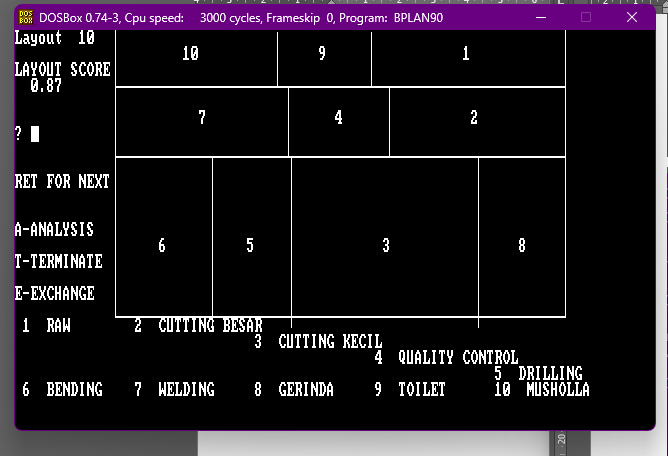 DOSBox 0.74-3, Cpu speed: 3000 cycles, Frameskip 0, Program: BPLAN90
Layout 10
10 9 1
LAYOUT SCORE
0.87
7 4 2
?
RET FOR NEXT
A-ANALYSIS
6 5 3 8
T-TERMINATE
E-EXCHANGE
1 RAW 2 CUTTING BESAR
3 CUTTING KECIL
4 QUALITY CONTROL
5 DRILLING
6 BENDING 7 WELDING 8 GERINDA 9 TOILET 10 MUSHOLLA